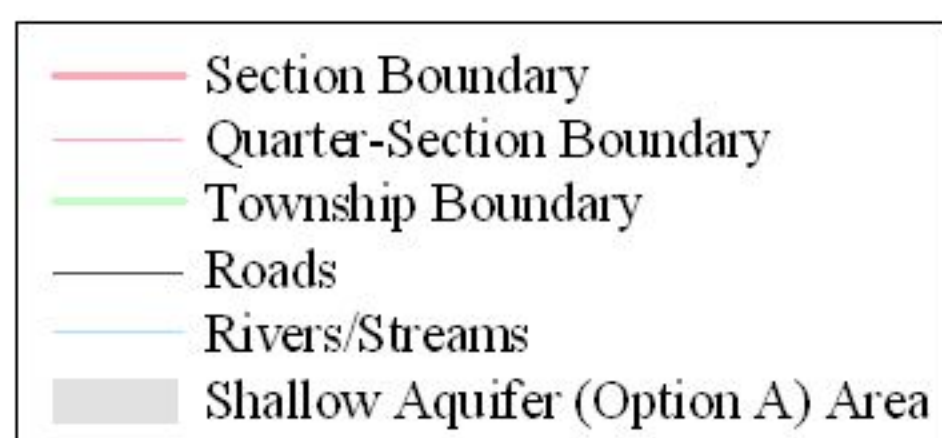 Section Boundary
Quarter-Section Boundary
Township Boundary
Roads
Rivers/Streams
Shallow Aquifer (Option A) Area